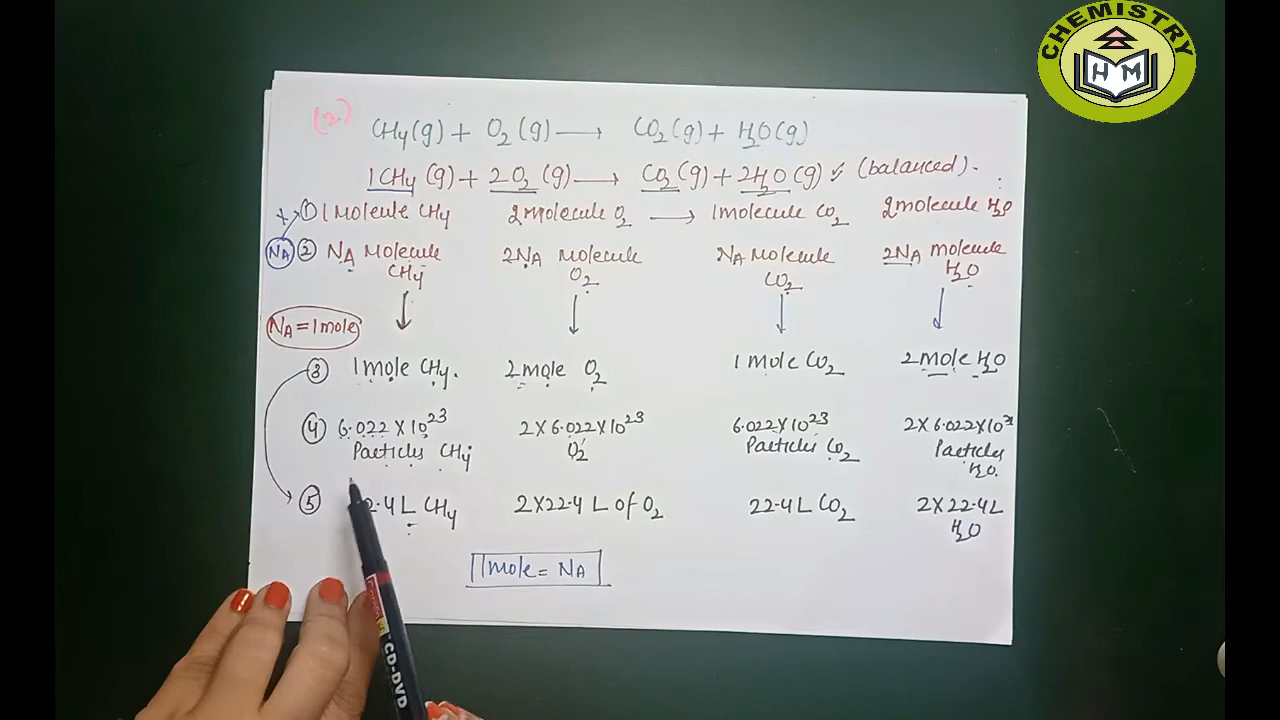 CHEMISTRY
HM
(2) CH4(g) + O2(g) → CO2(g) + H2O(g)
1CH4(g) + 2O2(g) → CO2(g) + 2H2O(g) ✓ (balanced).
① 1 Molecule CH4 2 Molecule O2 → 1 molecule CO2 2 molecule H2O
NA ② NA Molecule CH4 2NA Molecule O2 NA Molecule CO2 2NA molecule H2O
NA = 1 mole
③ 1 mole CH4. 2 mole O2 1 mole CO2 2 mole H2O
④ 6.022 X 10^23 Particles CH4 2 X 6.022 X 10^23 O2 6.022 X 10^23 Particles CO2 2 X 6.022 X 10 Particles H2O.
⑤ 2.4 L CH4 2 X 22.4 L of O2 22.4 L CO2 2 X 22.4 L H2O
1 mole = NA
CD-DVD